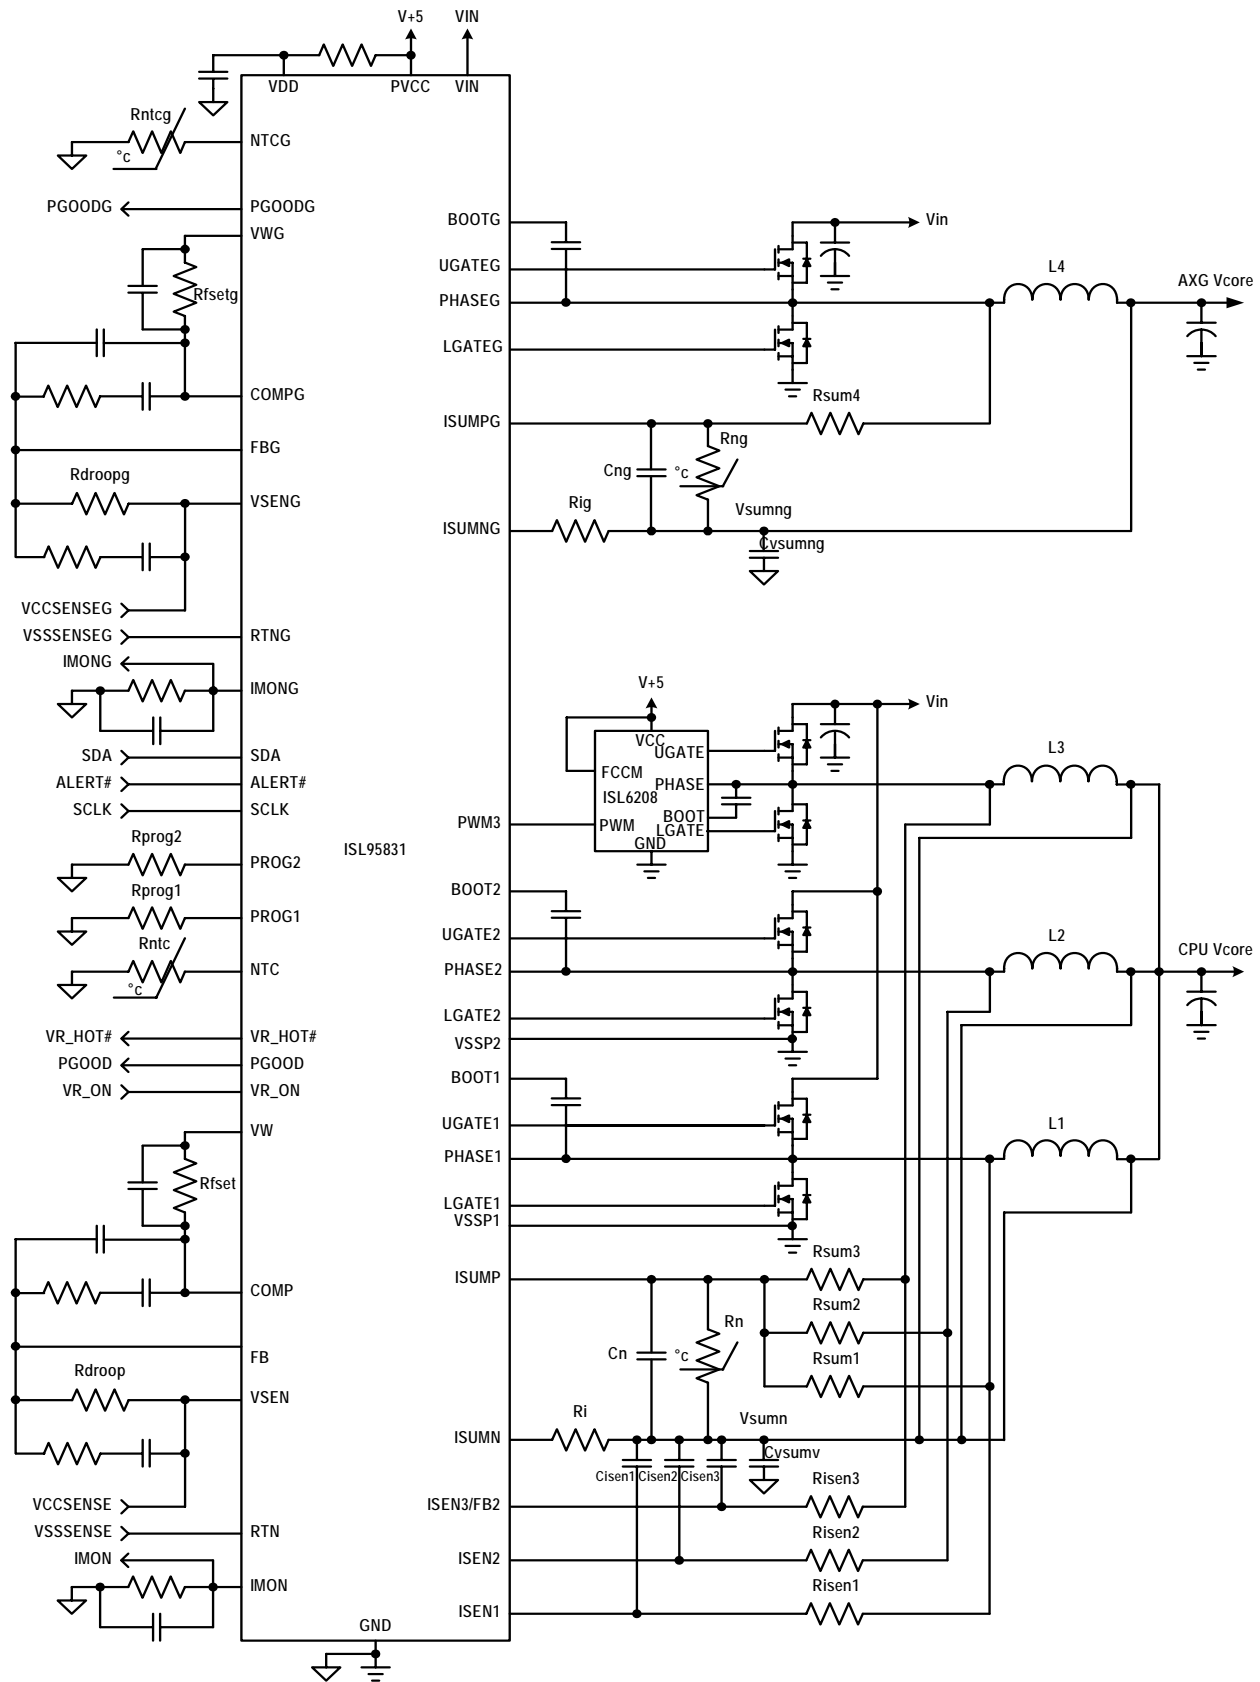 V+5
VIN
VDD
PVCC
VIN
Rntcg
°C
NTCG
PGOODG
PGOODG
VWG
Rfsetg
COMPG
FBG
Rdroopg
VSENG
VCCSENSEG
VSSSENSEG
RTNG
IMONG
IMONG
SDA
SDA
ALERT#
ALERT#
SCLK
SCLK
Rprog2
PROG2
Rprog1
PROG1
Rntc
°C
NTC
VR_HOT#
VR_HOT#
PGOOD
PGOOD
VR_ON
VR_ON
VW
Rfset
COMP
FB
Rdroop
VSEN
VCCSENSE
VSSSENSE
RTN
IMON
IMON
GND
ISL95831
BOOTG
UGATEG
PHASEG
LGATEG
ISUMPG
ISUMNG
Vin
L4
AXG Vcore
Rsum4
Rng
Cng
°C
Rig
Vsumng
Cvsumng
PWM3
V+5
VCC
UGATE
FCCM
PHASE
ISL6208
BOOT
PWM
LGATE
GND
Vin
L3
BOOT2
UGATE2
PHASE2
LGATE2
VSSP2
L2
CPU Vcore
BOOT1
UGATE1
PHASE1
LGATE1
VSSP1
L1
ISUMP
Rsum3
Rsum2
Rsum1
Rn
Cn
°C
Ri
ISUMN
Vsumn
Cvsumv
Cisen1
Cisen2
Cisen3
ISEN3/FB2
Risen3
ISEN2
Risen2
ISEN1
Risen1